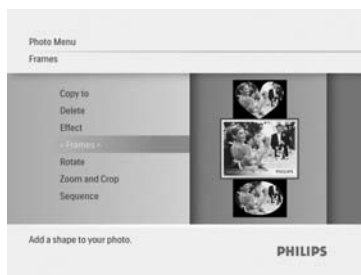 Photo Menu
Frames
Copy to
Delete
Effect
- Frames -
Rotate
Zoom and Crop
Sequence
PHILIPS
Add a shape to your photo.
PHILIPS